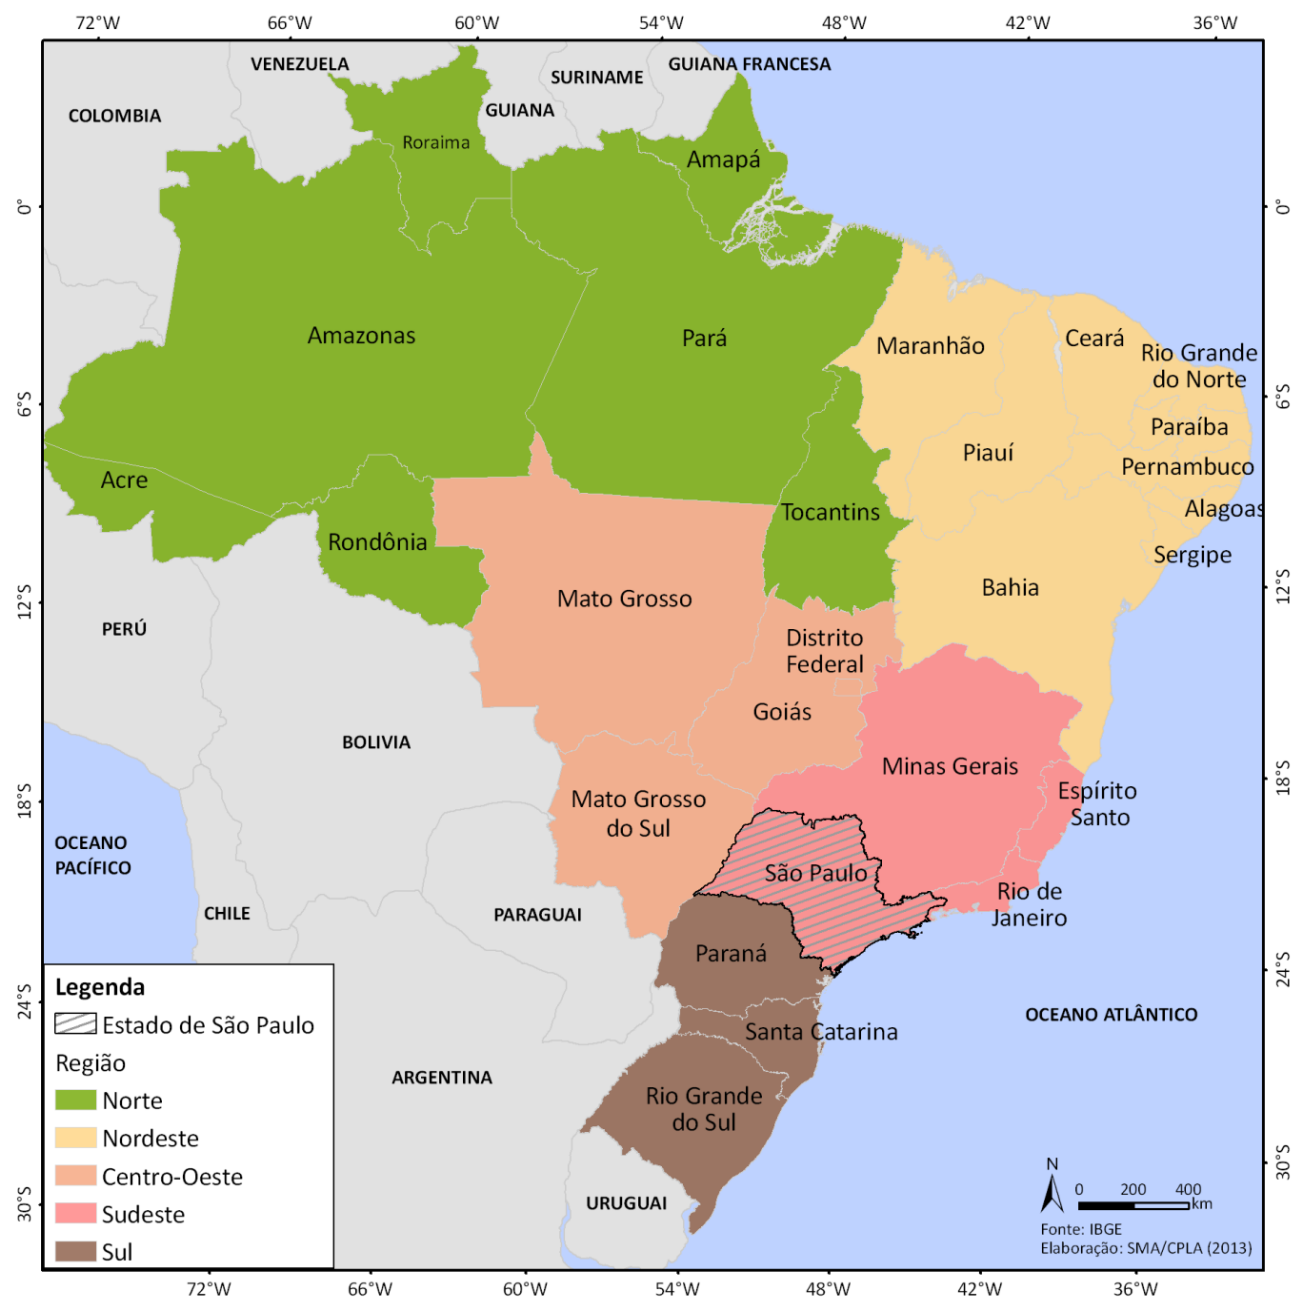 72°W 66°W 60°W 54°W 48°W 42°W 36°W
VENEZUELA
GUIANA FRANCESA
SURINAME
COLOMBIA
GUIANA
Roraima
Amapá
0°
0°
Amazonas
Pará
Maranhão
Ceará
Rio Grande
do Norte
6°S
6°S
Paraíba
Piauí
Pernambuco
Acre
Tocantins
Alagoas
Rondônia
Sergipe
Bahia
12°S
12°S
Mato Grosso
PERÚ
Distrito
Federal
Goiás
BOLIVIA
Minas Gerais
18°S
18°S
Espírito
Santo
Mato Grosso
do Sul
OCEANO
PACÍFICO
São Paulo
Rio de
Janeiro
CHILE
PARAGUAI
Paraná
24°S
24°S
OCEANO ATLÂNTICO
Santa Catarina
ARGENTINA
Rio Grande
do Sul
URUGUAI
30°S
30°S
Legenda
Estado de São Paulo
Região
Norte
Nordeste
Centro-Oeste
Sudeste
Sul
N
0 200 400
km
Fonte: IBGE
Elaboração: SMA/CPLA (2013)
72°W 66°W 60°W 54°W 48°W 42°W 36°W